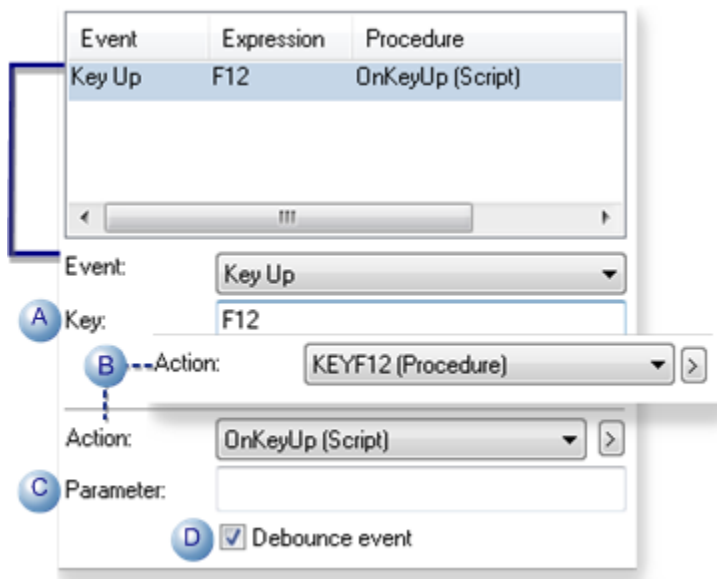 Event Expression Procedure
Key Up F12 OnKeyUp (Script)
Event: Key Up
A Key: F12
B Action: KEYF12 (Procedure) >
Action: OnKeyUp (Script) >
C Parameter:
D Debounce event